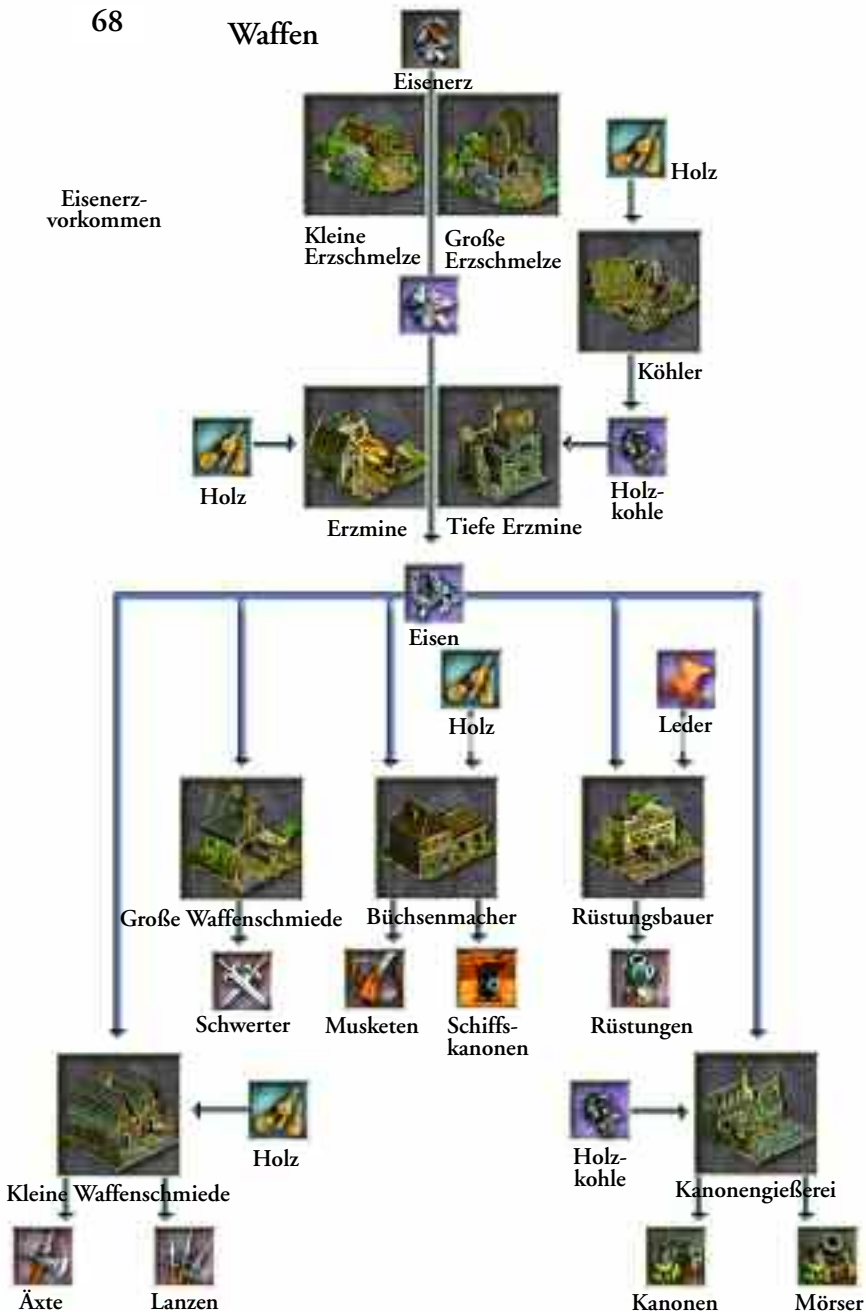 68
Waffen
Eisenerz
Holz
Eisenerz-
vorkommen
Kleine
Erzschmelze
Große
Erzschmelze
Köhler
Holz
Erzmine
Tiefe Erzmine
Holz-
kohle
Eisen
Holz
Leder
Große Waffenschmiede
Büchsenmacher
Rüstungsbauer
Schwerter
Musketen
Schiffs-
kanonen
Rüstungen
Holz
Holz-
kohle
Kleine Waffenschmiede
Kanonengießerei
Äxte
Lanzen
Kanonen
Mörser